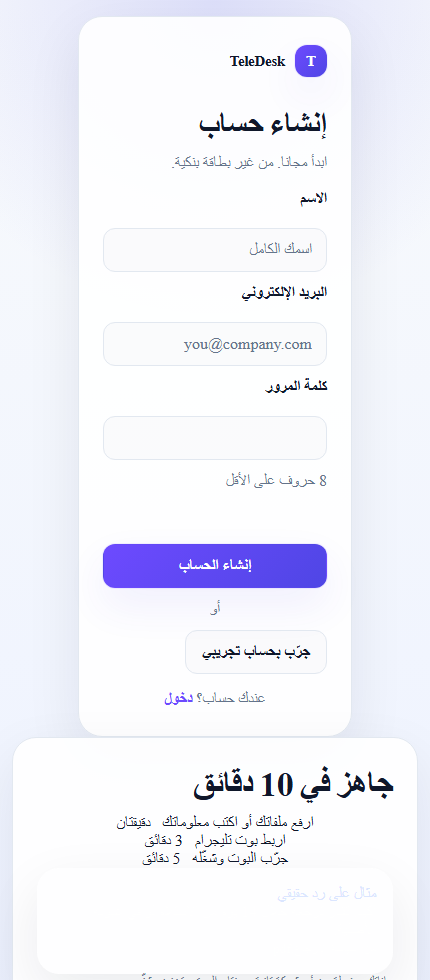 TeleDesk T
إنشاء حساب
ابدأ مجانا. من غير بطاقة بنكية.
الاسم
اسمك الكامل
البريد الإلكتروني
you@company.com
كلمة المرور
8 حروف على الأقل
إنشاء الحساب
أو
جرّب بحساب تجريبي
عندك حساب؟ دخول
جاهز في 10 دقائق
ارفع ملفاتك أو اكتب معلوماتك دقيقتان
اربط بوت تليجرام 3 دقائق
جرّب البوت وشغّله 5 دقائق
مثال على رد حقيقي